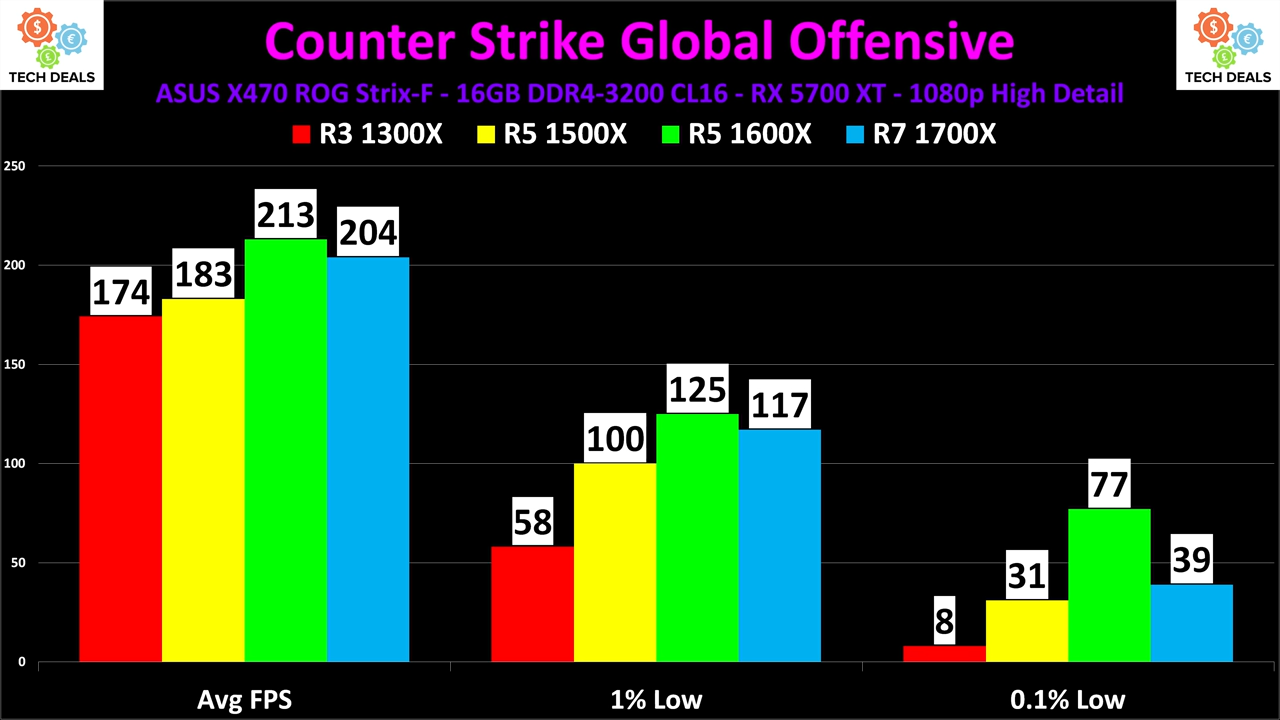 Counter Strike Global Offensive
ASUS X470 ROG Strix-F - 16GB DDR4-3200 CL16 - RX 5700 XT - 1080p High Detail
TECH DEALS
TECH DEALS
R3 1300X R5 1500X R5 1600X R7 1700X
250
200
150
100
50
0
174 183 213 204
58 100 125 117
8 31 77 39
Avg FPS 1% Low 0.1% Low